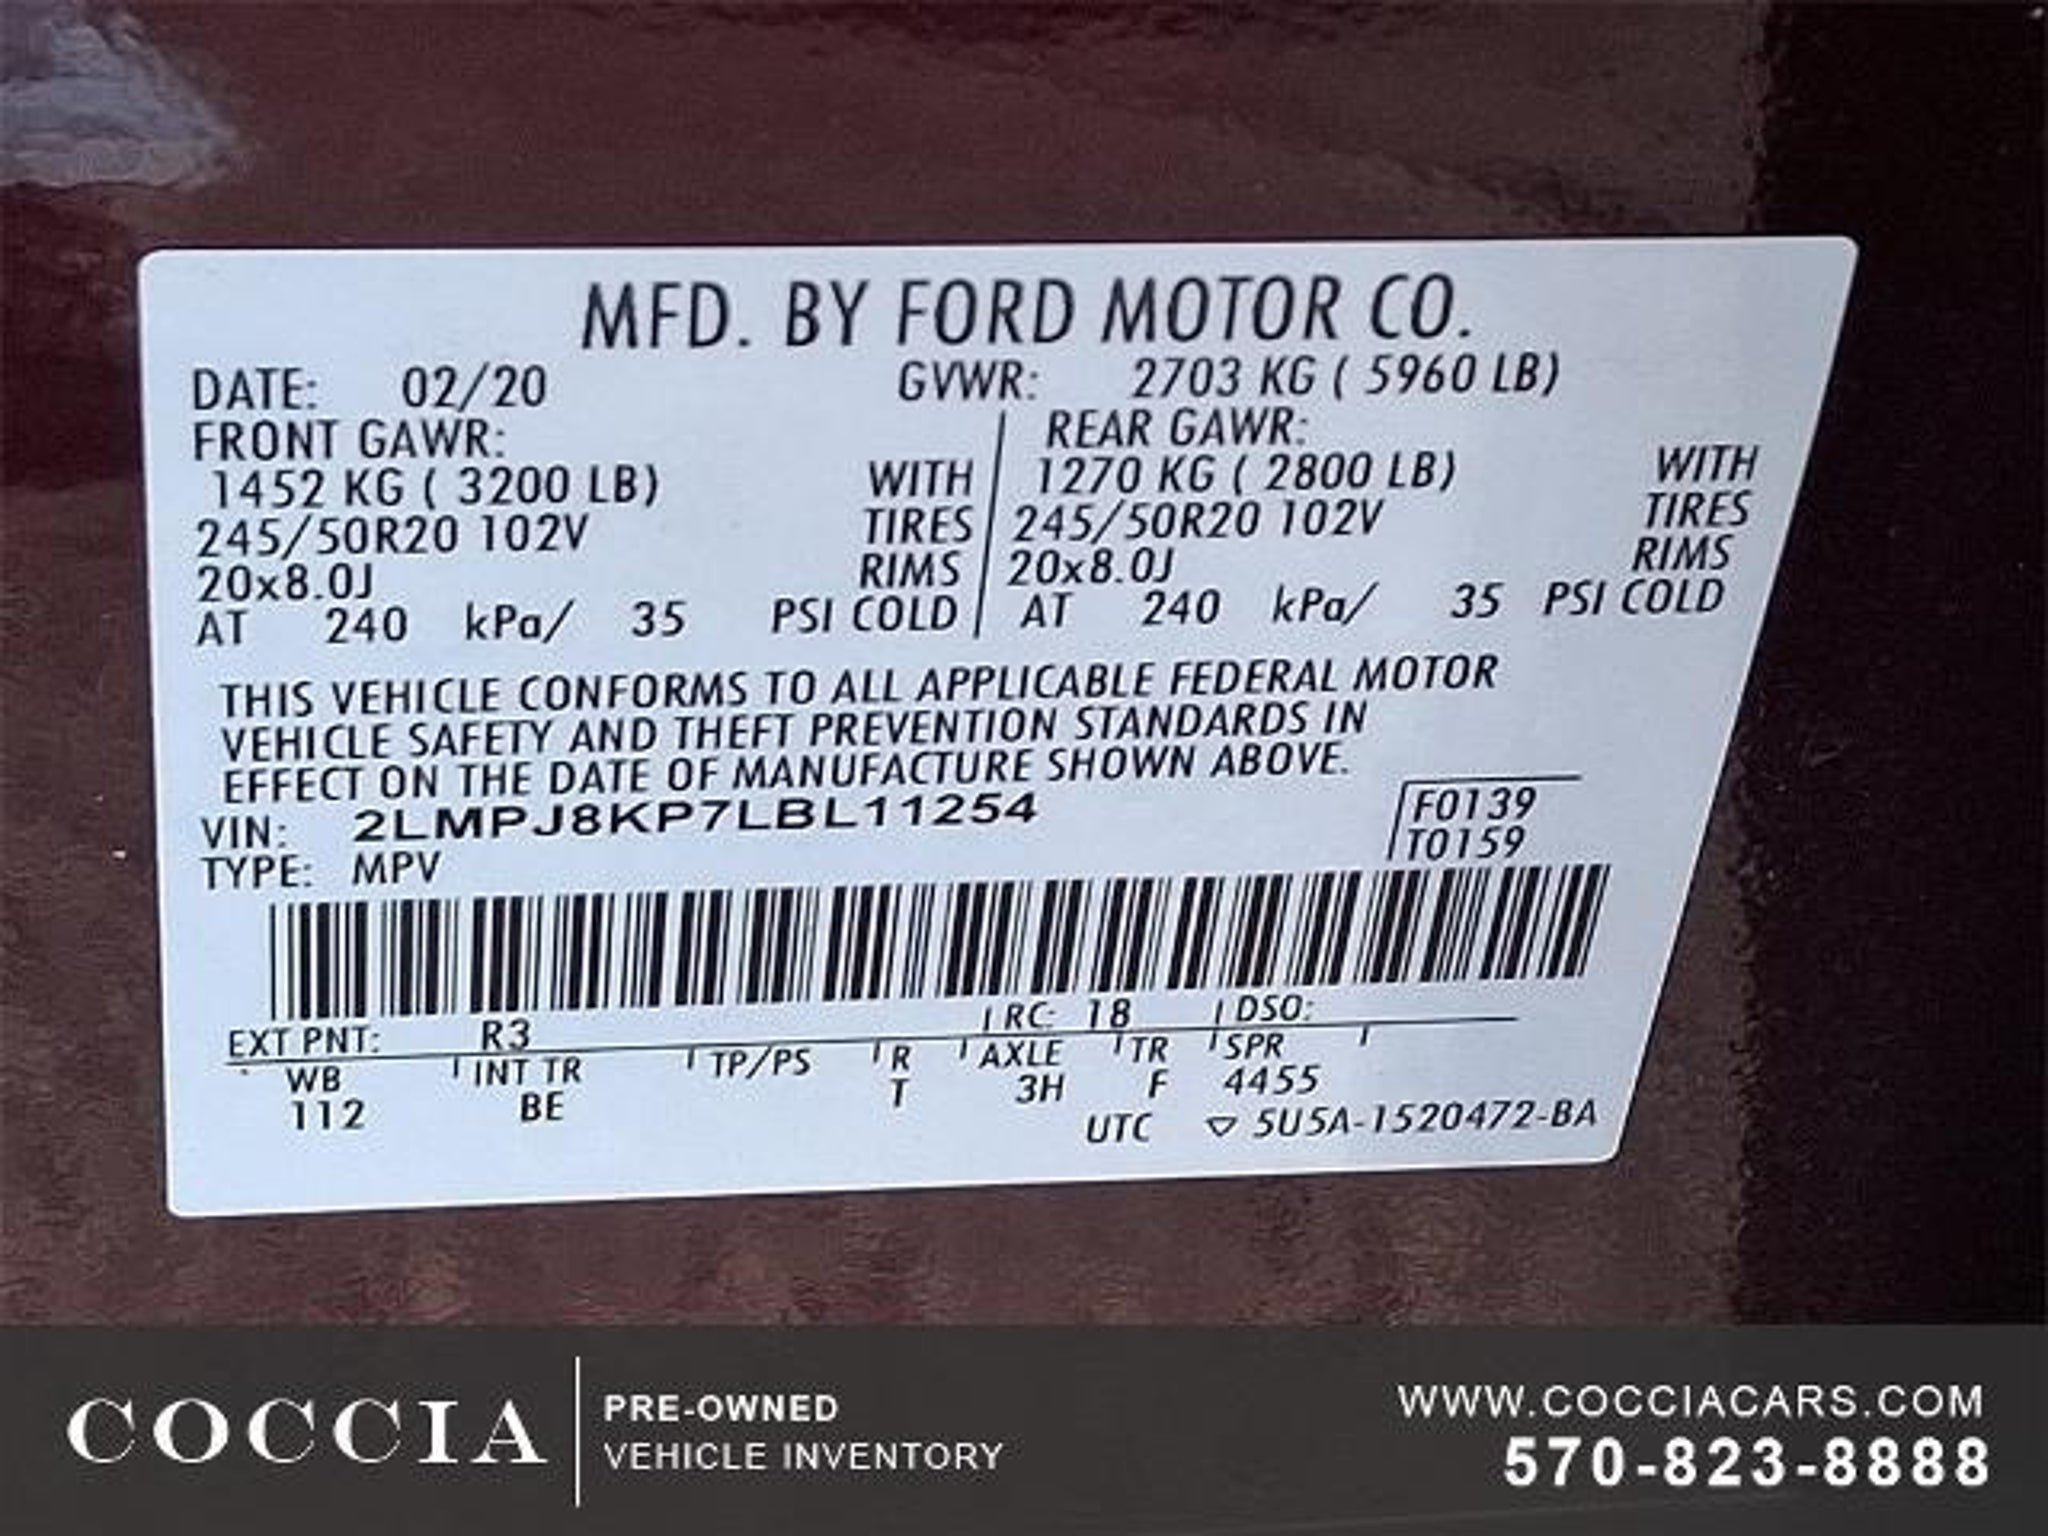 MFD. BY FORD MOTOR CO.
DATE: 02/20 GVWR: 2703 KG ( 5960 LB)
FRONT GAWR: REAR GAWR:
1452 KG ( 3200 LB) WITH 1270 KG ( 2800 LB) WITH
245/50R20 102V TIRES 245/50R20 102V TIRES
20x8.0J RIMS 20x8.0J RIMS
AT 240 kPa/ 35 PSI COLD AT 240 kPa/ 35 PSI COLD
THIS VEHICLE CONFORMS TO ALL APPLICABLE FEDERAL MOTOR
VEHICLE SAFETY AND THEFT PREVENTION STANDARDS IN
EFFECT ON THE DATE OF MANUFACTURE SHOWN ABOVE.
VIN: 2LMPJ8KP7LBL11254 F0139
TYPE: MPV T0159
EXT PNT: R3 RC: 18 DSO:
WB INT TR TP/PS R AXLE TR SPR
112 BE T 3H F 4455
UTC ▽ 5U5A-1520472-BA
COCCIA PRE-OWNED
VEHICLE INVENTORY
WWW.COCCIACARS.COM
570-823-8888